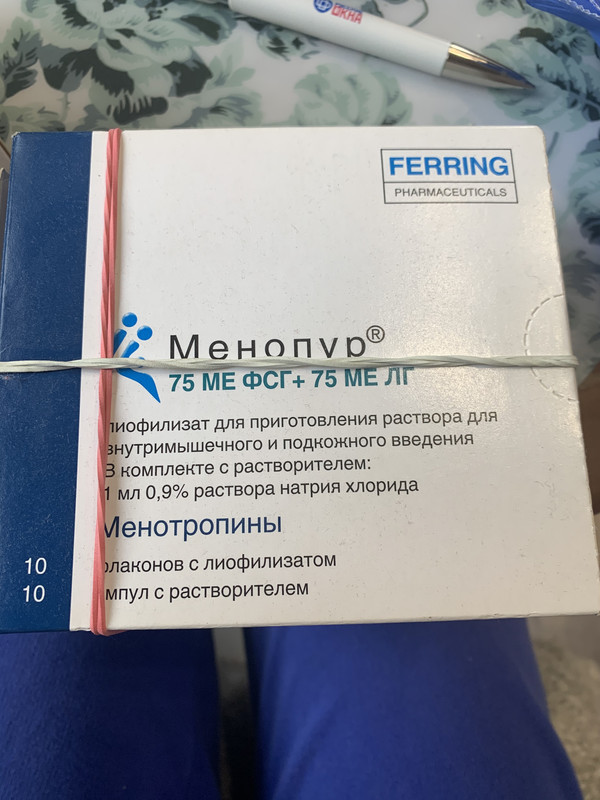 ОКНА
FERRING
PHARMACEUTICALS
Менопур®
75 МЕ ФСГ+ 75 МЕ ЛГ
лиофилизат для приготовления раствора для
внутримышечного и подкожного введения
В комплекте с растворителем:
1 мл 0,9% раствора натрия хлорида
Менотропины
10 флаконов с лиофилизатом
10 ампул с растворителем